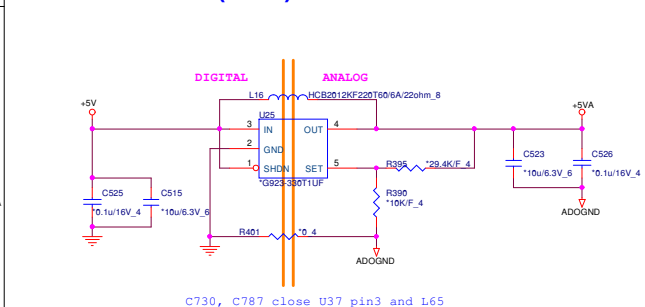 DIGITAL
ANALOG
+5V
L16
HCB2012KF220T60/6A/22ohm_8
+5VA
U25
3
IN
OUT
4
2
GND
1
SHDN
SET
5
*G923-330T1UF
R395
*29.4K/F_4
C523
*10u/6.3V_6
C526
*0.1u/16V_4
C525
*0.1u/16V_4
C515
*10u/6.3V_6
R390
*10K/F_4
ADOGND
R401
*0_4
ADOGND
C730, C787 close U37 pin3 and L65